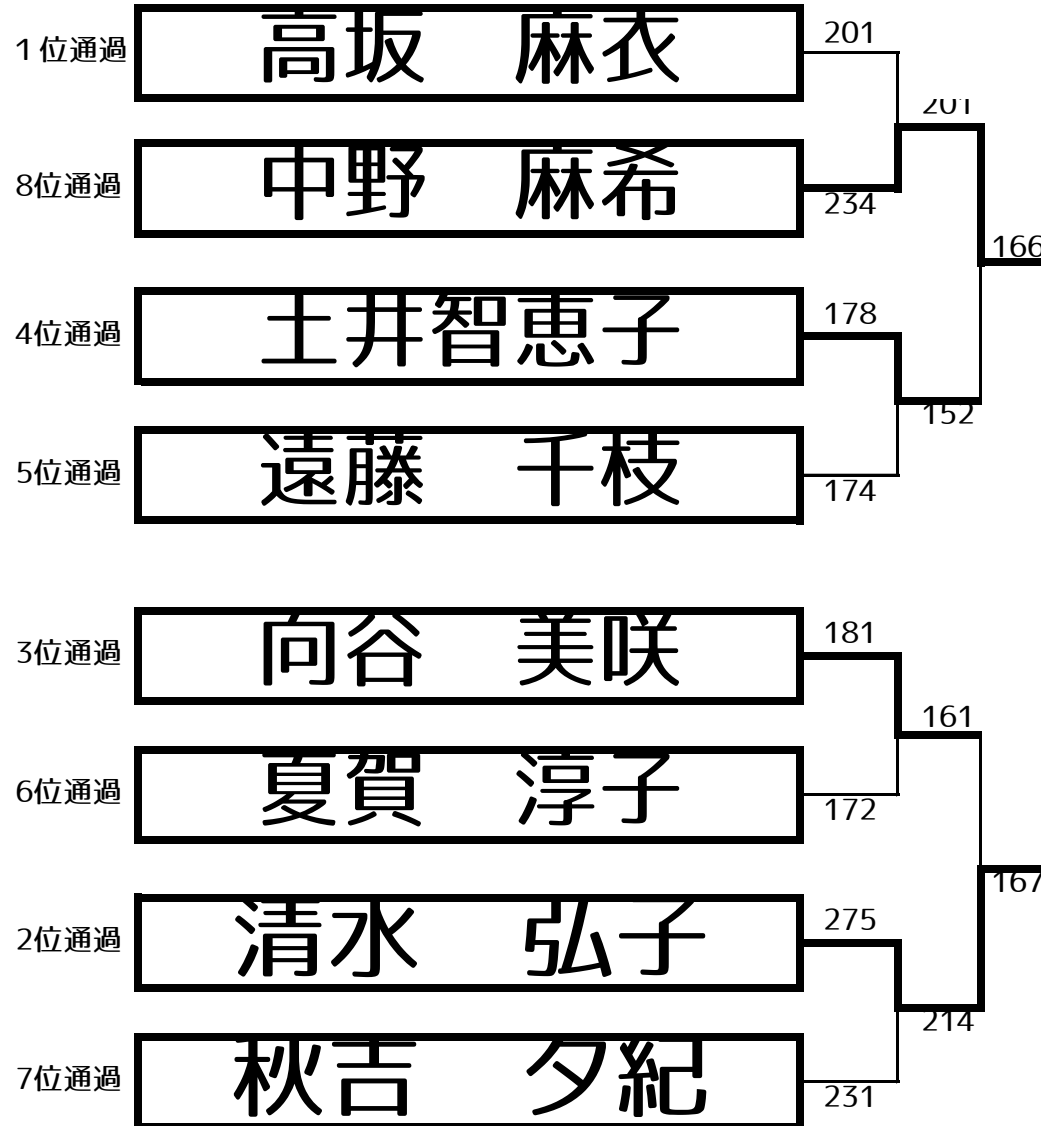 1位通過 高坂 麻衣 201
201
8位通過 中野 麻希 234
166
4位通過 土井智恵子 178
152
5位通過 遠藤 千枝 174
3位通過 向谷 美咲 181
161
6位通過 夏賀 淳子 172
167
2位通過 清水 弘子 275
214
7位通過 秋吉 夕紀 231